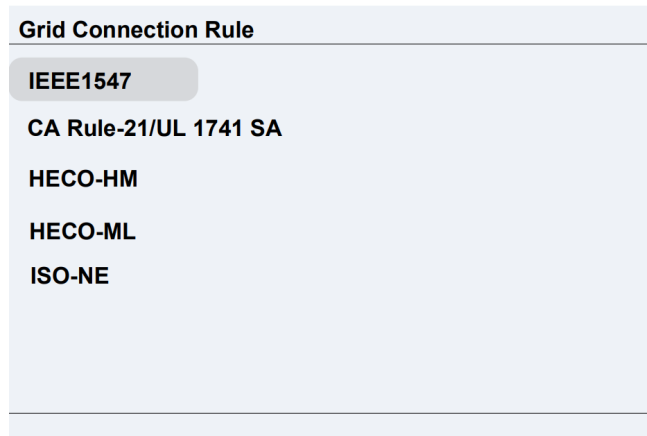 Grid Connection Rule
IEEE1547
CA Rule-21/UL 1741 SA
HECO-HM
HECO-ML
ISO-NE